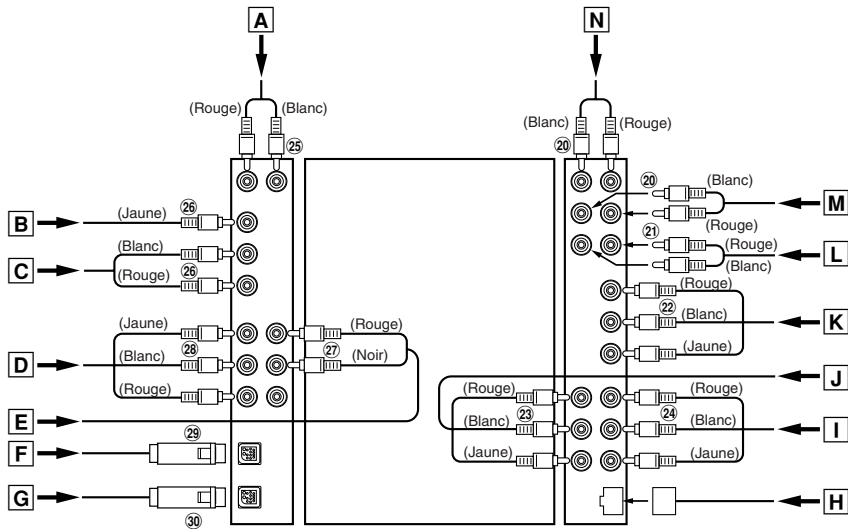 A
N
(Rouge) (Blanc) ㉕
(Blanc) ⑳ (Rouge)
⑳ (Blanc)
M
(Rouge)
B (Jaune) ㉖
㉑ (Rouge)
L
(Blanc)
C (Blanc)
(Rouge) ㉖
(Rouge)
K ㉒ (Blanc)
(Jaune)
(Jaune)
D (Blanc) ㉘
(Rouge)
(Rouge)
㉗ (Noir)
J
(Rouge)
(Blanc) ㉓
(Jaune)
(Rouge)
㉔ (Blanc)
I
(Jaune)
E
F ㉙
G ㉚
H